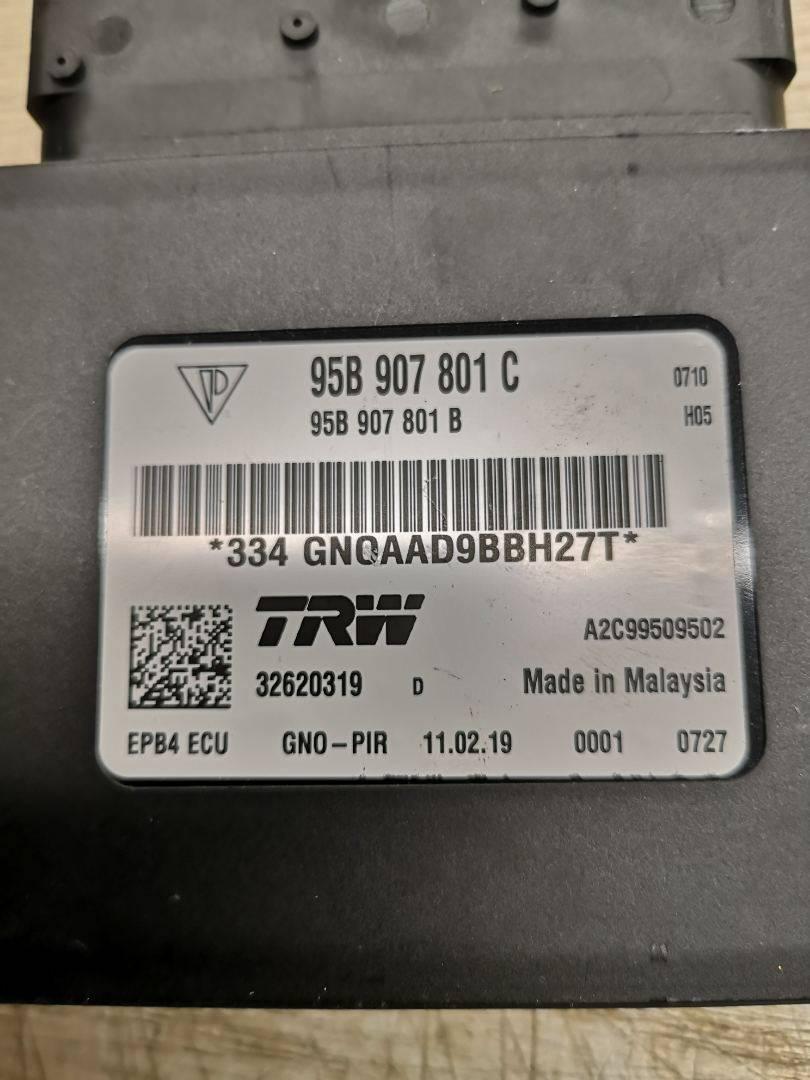 95B 907 801 C
0710
95B 907 801 B
H05
*334 GNQAAD9BBH27T*
TRW
A2C99509502
32620319 D
Made in Malaysia
EPB4 ECU GNO-PIR 11.02.19 0001 0727